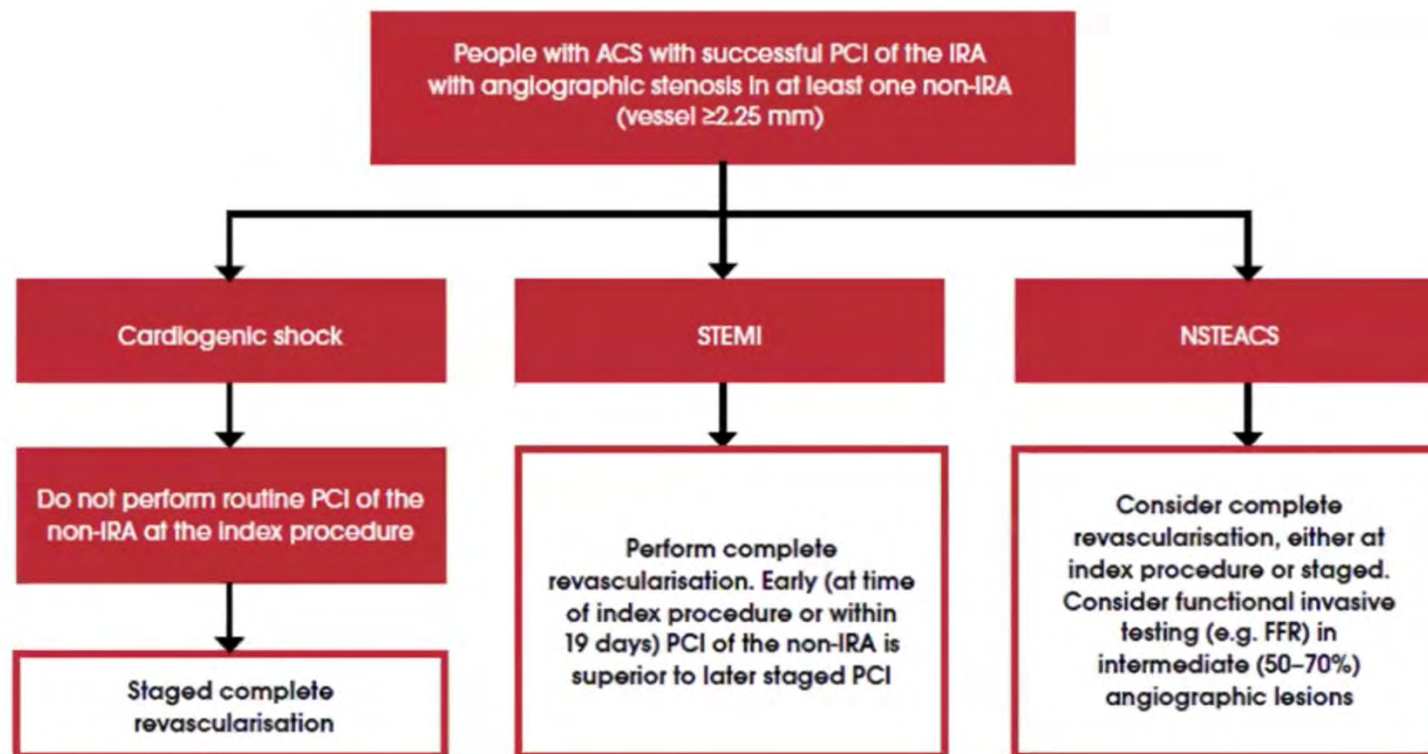 People with ACS with successful PCI of the IRA
with angiographic stenosis in at least one non-IRA
(vessel ≥2.25 mm)
Cardiogenic shock
STEMI
NSTEACS
Do not perform routine PCI of the
non-IRA at the index procedure
Staged complete
revascularisation
Perform complete
revascularisation. Early (at time
of index procedure or within
19 days) PCI of the non-IRA is
superior to later staged PCI
Consider complete
revascularisation, either at
index procedure or staged.
Consider functional invasive
testing (e.g. FFR) in
intermediate (50–70%)
angiographic lesions